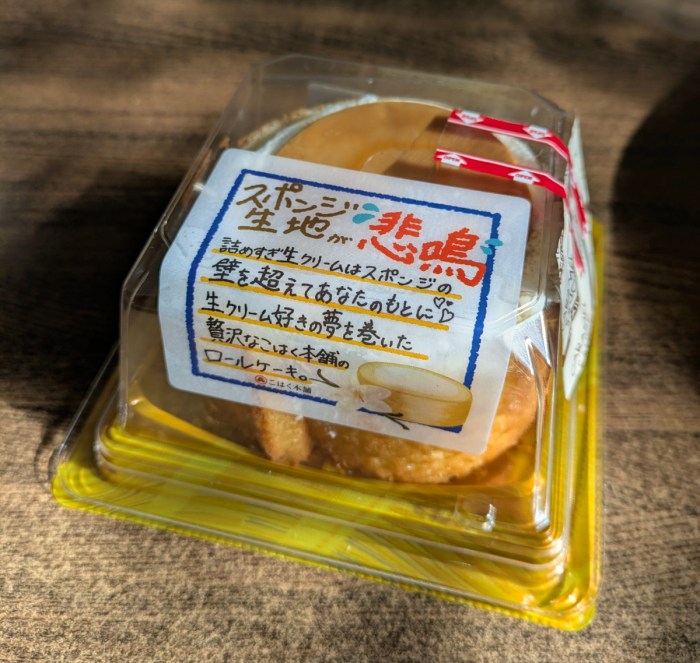 スポンジ
生地が悲鳴
詰めすぎ生クリームはスポンジの
壁を超えてあなたのもとに♡♡
生クリーム好きの夢を巻いた
贅沢なこはく本舗の
ロールケーキ。
こはく本舗